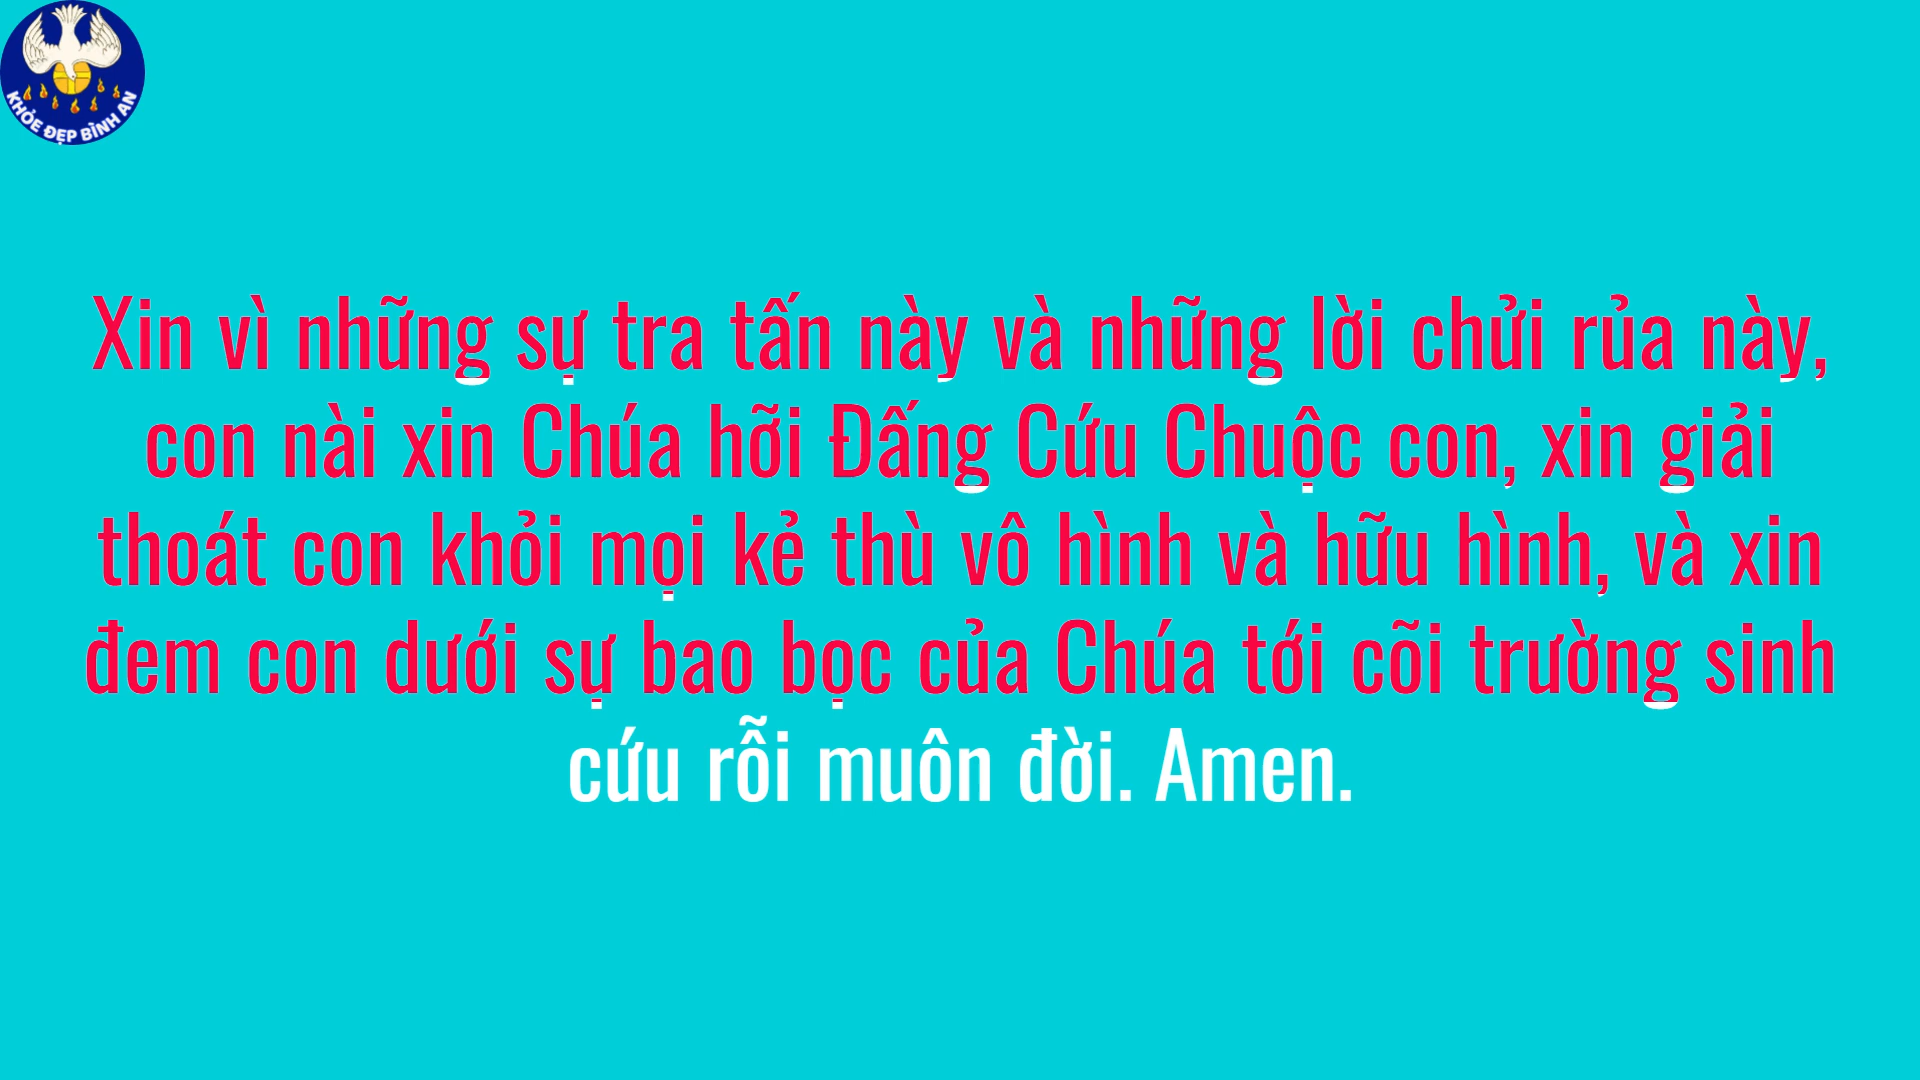 KHỎE ĐẸP BÌNH AN
Xin vì những sự tra tấn này và những lời chửi rủa này,
con nài xin Chúa hỡi Đấng Cứu Chuộc con, xin giải
thoát con khỏi mọi kẻ thù vô hình và hữu hình, và xin
đem con dưới sự bao bọc của Chúa tới cõi trường sinh
cứu rỗi muôn đời. Amen.